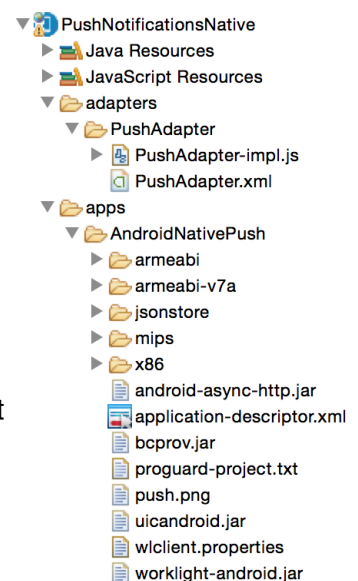 PushNotificationsNative
Java Resources
JavaScript Resources
adapters
PushAdapter
PushAdapter-impl.js
PushAdapter.xml
apps
AndroidNativePush
armeabi
armeabi-v7a
jsonstore
mips
x86
android-async-http.jar
t
application-descriptor.xml
bcprov.jar
proguard-project.txt
push.png
uicandroid.jar
wlclient.properties
worklight-android.jar